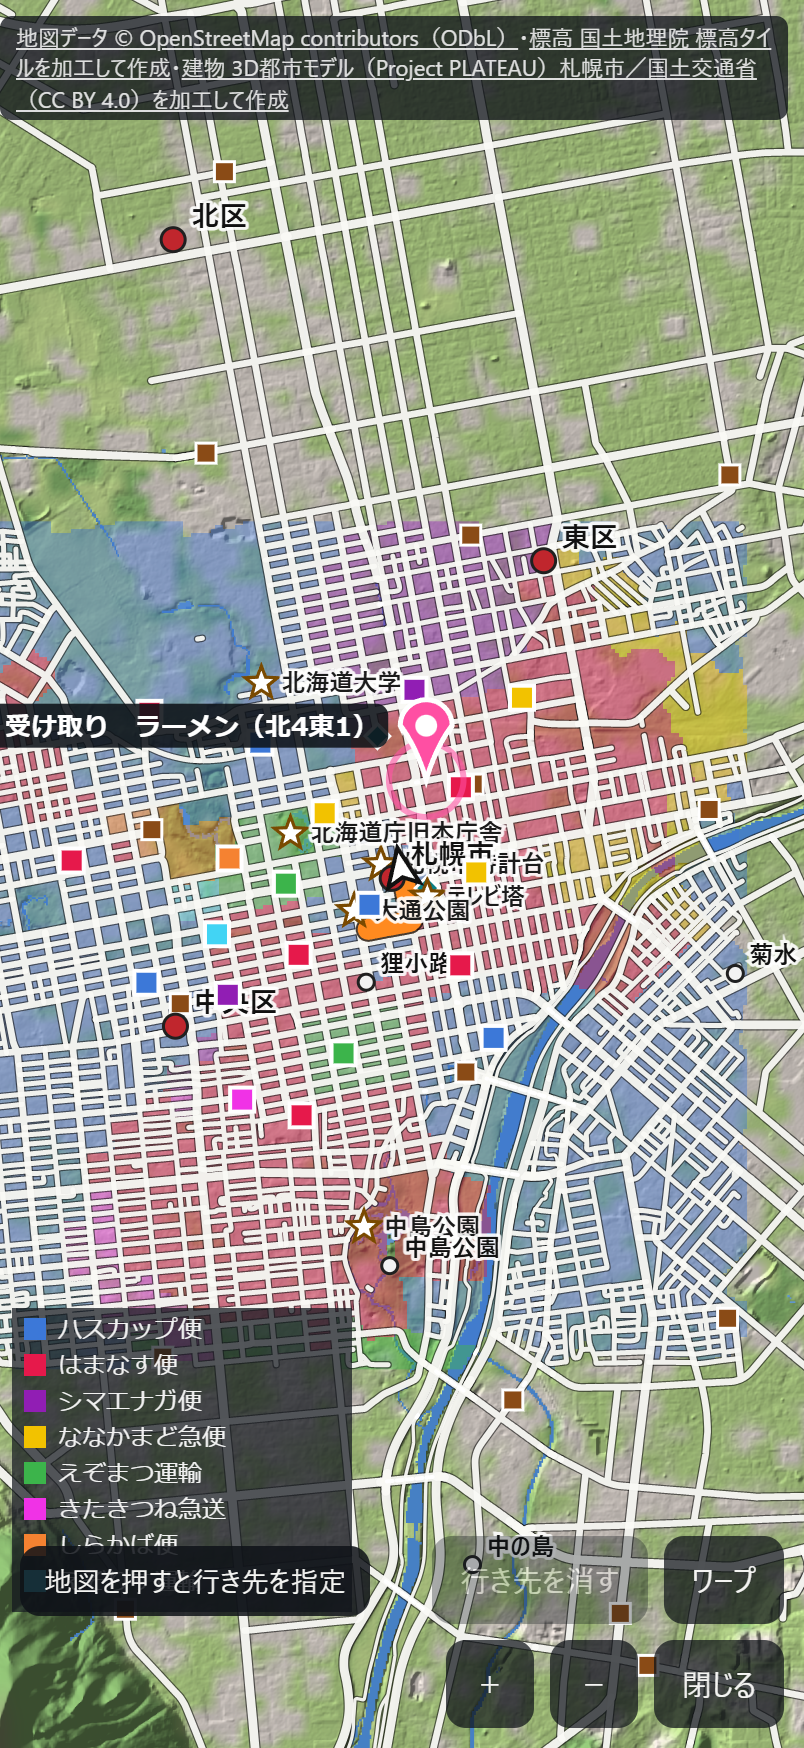 地図データ © OpenStreetMap contributors（ODbL）・標高 国土地理院 標高タイ
ルを加工して作成・建物 3D都市モデル（Project PLATEAU）札幌市／国土交通省
（CC BY 4.0）を加工して作成
北区
東区
北海道大学
受け取り　ラーメン（北4東1）
北海道庁旧本庁舎
札幌市
時計台
テレビ塔
大通公園
狸小路
菊水
中央区
中島公園
中島公園
ハスカップ便
はまなす便
シマエナガ便
ななかまど急便
えぞまつ運輸
きたきつね急送
しらかば便
地図を押すと行き先を指定
中の島
行き先を消す
ワープ
+
−
閉じる